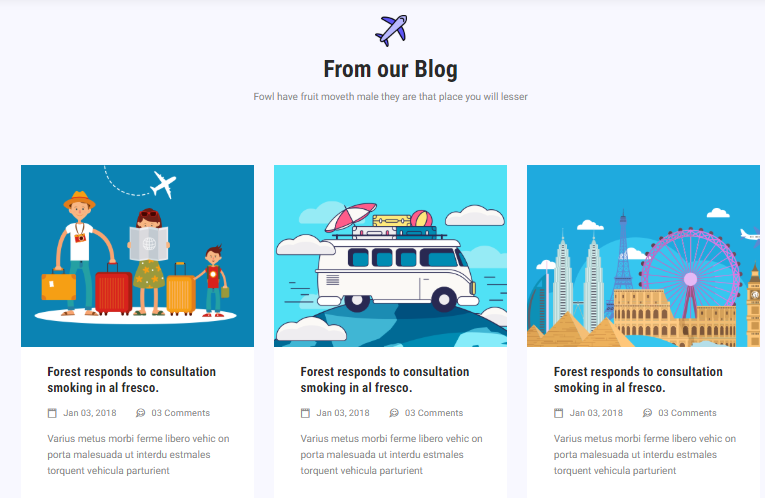 From our Blog
Fowl have fruit moveth male they are that place you will lesser
Forest responds to consultation
smoking in al fresco.
Jan 03, 2018 03 Comments
Varius metus morbi ferme libero vehic on
porta malesuada ut interdu estmales
torquent vehicula parturient
Forest responds to consultation
smoking in al fresco.
Jan 03, 2018 03 Comments
Varius metus morbi ferme libero vehic on
porta malesuada ut interdu estmales
torquent vehicula parturient
Forest responds to consultation
smoking in al fresco.
Jan 03, 2018 03 Comments
Varius metus morbi ferme libero vehic on
porta malesuada ut interdu estmales
torquent vehicula parturient